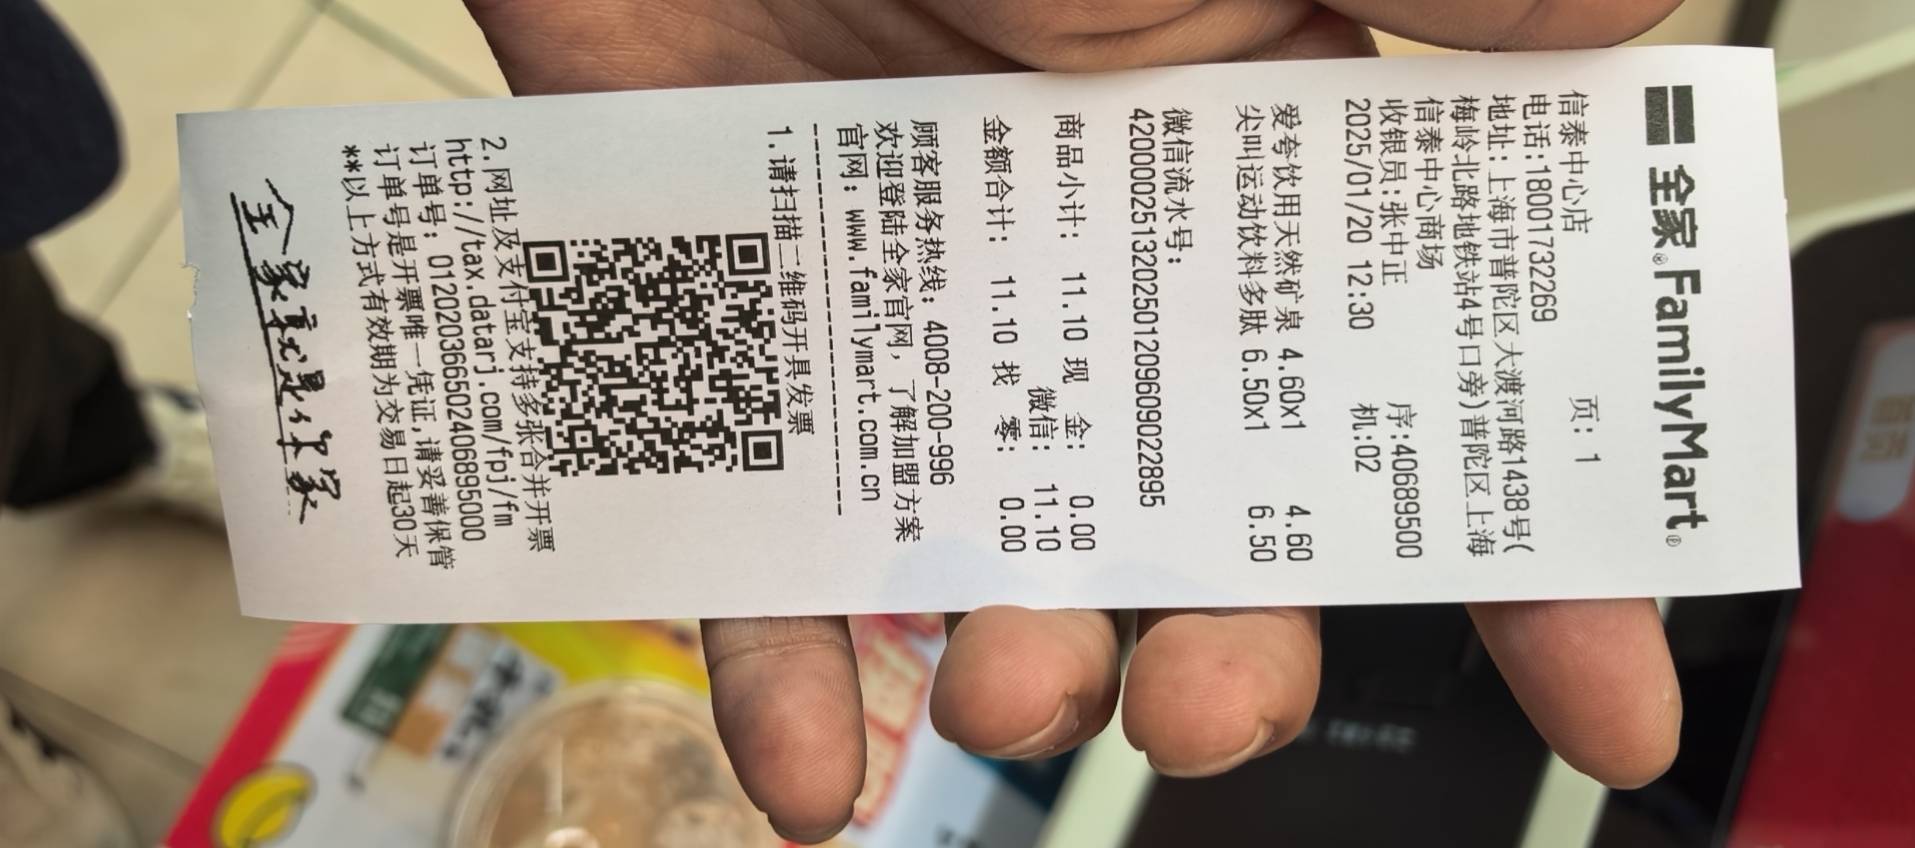 全家 FamilyMart
信泰中心店 页: 1
电话:18001732269
地址:上海市普陀区大渡河路1438号(
梅岭北路地铁站4号口旁)普陀区上海
信泰中心商场
收银员:张中正 序:40689500
2025/01/20 12:30 机:02
爱夸饮用天然矿泉 4.60x1 4.60
尖叫运动饮料多肽 6.50x1 6.50
微信流水号:
4200002513202501209609022895
商品小计: 11.10 现 金: 0.00
微信: 11.10
金额合计: 11.10 找 零: 0.00
顾客服务热线: 4008-200-996
欢迎登陆全家官网, 了解加盟方案
官网: www.familymart.com.cn
--------------------------------
1.请扫描二维码开具发票
2.网址及支付宝支持多张合并开票
http://tax.datarj.com/fpj/fm
订单号: 01202036650240689500​0
订单号是开票唯一凭证,请妥善保管
**以上方式有效期为交易日起30天
全家就是你家